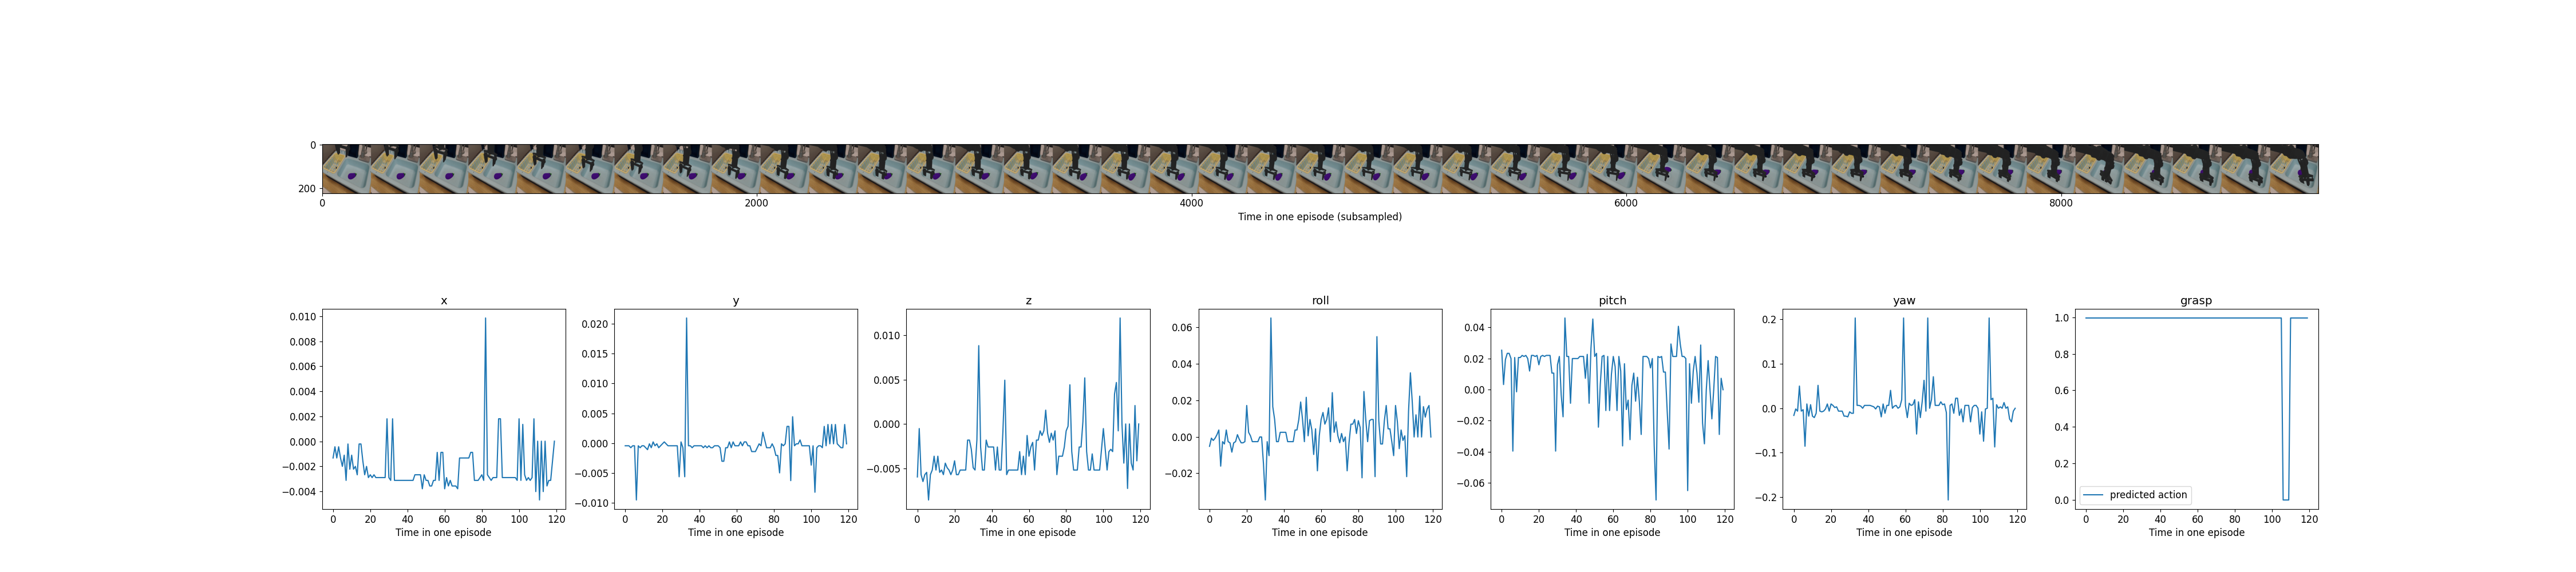 0
200
0 2000 4000 6000 8000
Time in one episode (subsampled)
x
0.010
0.008
0.006
0.004
0.002
0.000
−0.002
−0.004
0 20 40 60 80 100 120
Time in one episode
y
0.020
0.015
0.010
0.005
0.000
−0.005
−0.010
0 20 40 60 80 100 120
Time in one episode
z
0.010
0.005
0.000
−0.005
0 20 40 60 80 100 120
Time in one episode
roll
0.06
0.04
0.02
0.00
−0.02
0 20 40 60 80 100 120
Time in one episode
pitch
0.04
0.02
0.00
−0.02
−0.04
−0.06
0 20 40 60 80 100 120
Time in one episode
yaw
0.2
0.1
0.0
−0.1
−0.2
0 20 40 60 80 100 120
Time in one episode
grasp
1.0
0.8
0.6
0.4
0.2
0.0
predicted action
0 20 40 60 80 100 120
Time in one episode